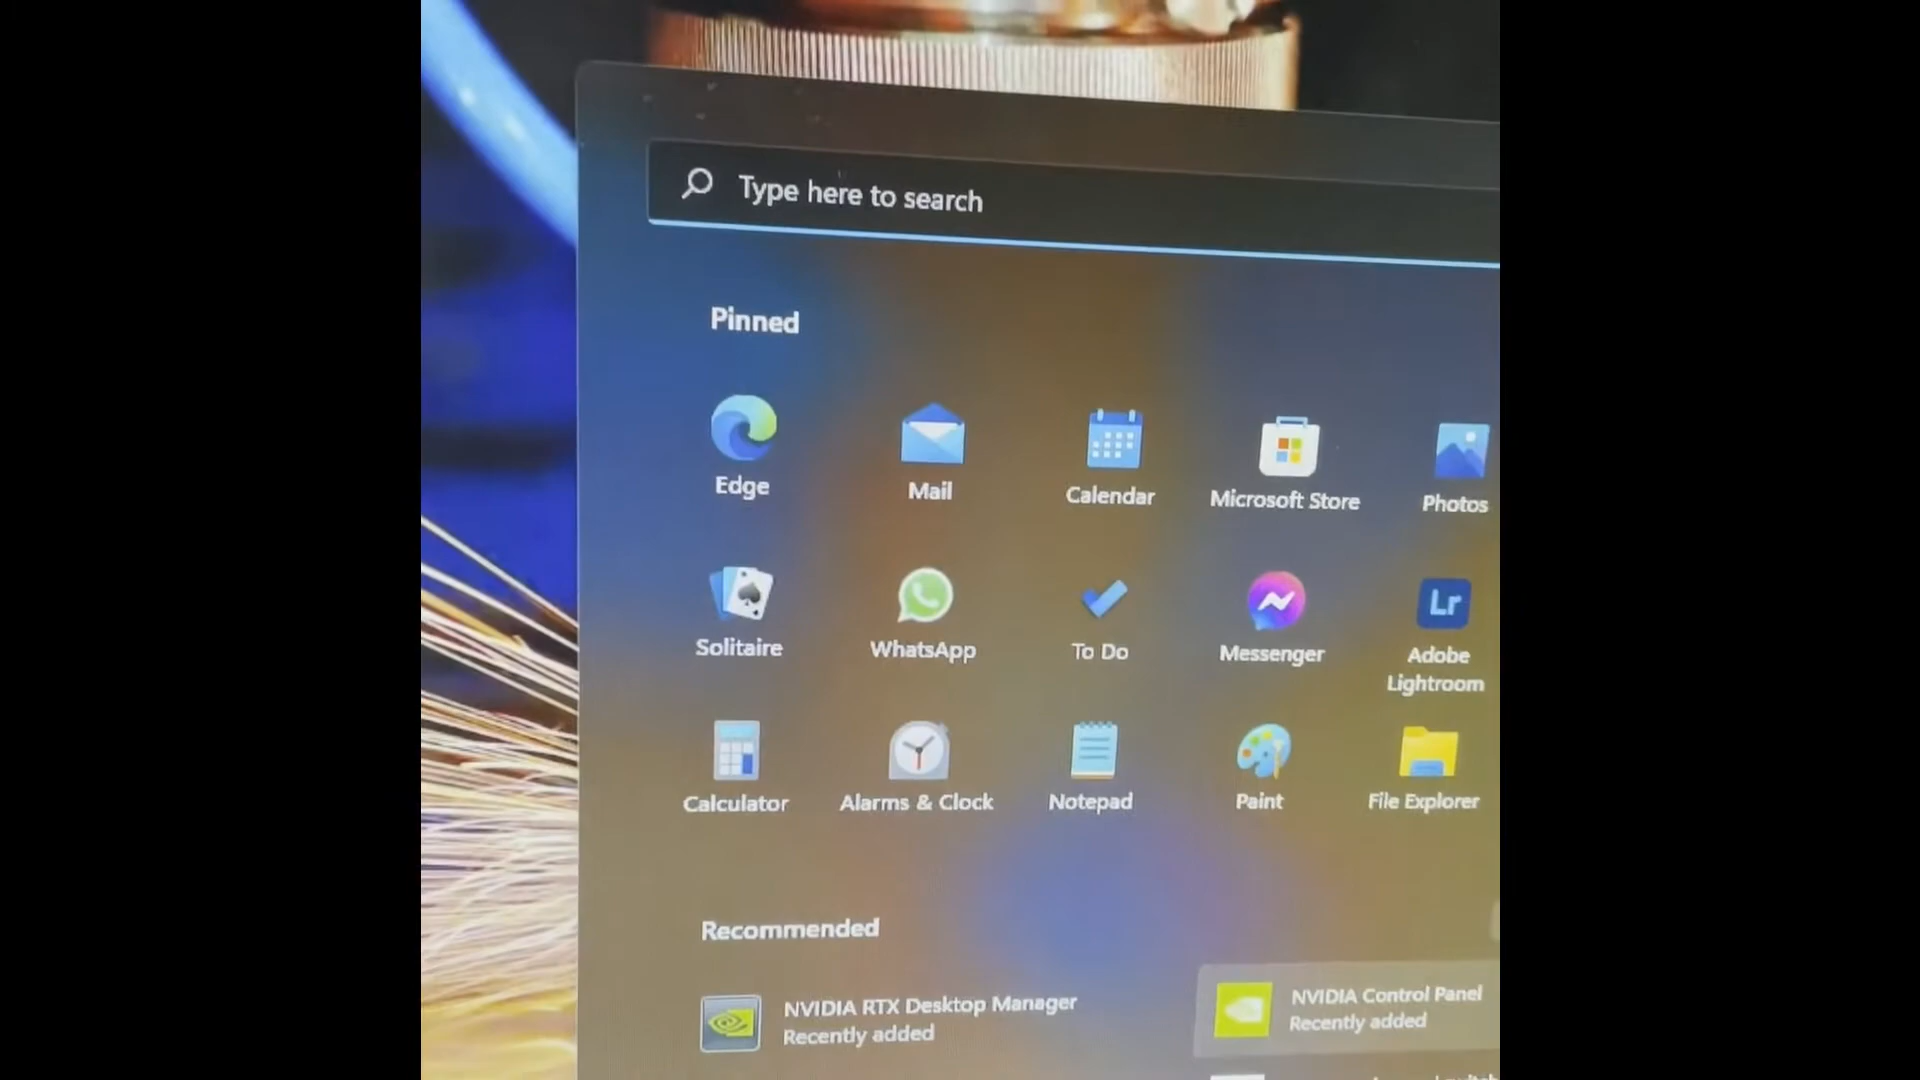 Type here to search
Pinned
Edge
Mail
Calendar
Microsoft Store
Photos
Solitaire
WhatsApp
To Do
Messenger
Lr
Adobe
Lightroom
Calculator
Alarms & Clock
Notepad
Paint
File Explorer
Recommended
NVIDIA RTX Desktop Manager
Recently added
NVIDIA Control Panel
Recently added